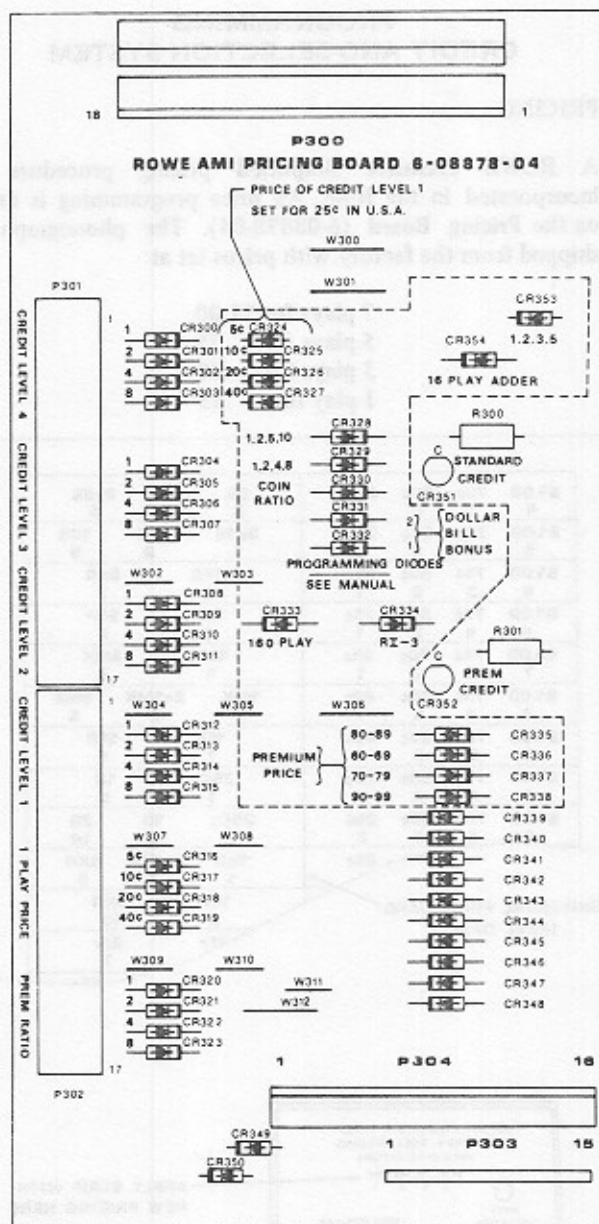 18 1
P300
ROWE AMI PRICING BOARD 6-08878-04
PRICE OF CREDIT LEVEL 1
SET FOR 25¢ IN U.S.A.
W300
W301
P301
1
CR353
1,2,3,5
CR354
16 PLAY ADDER
CREDIT LEVEL 4
1 CR300 5¢ CR324
2 CR301 10¢ CR325
4 CR302 20¢ CR326
8 CR303 40¢ CR327
R300
C
STANDARD
CREDIT
CR351
1,2,5,10 CR328
1,2,4,8 CR329
COIN
RATIO
CR330
CR331
CR332
2
1
DOLLAR
BILL
BONUS
PROGRAMMING DIODES
SEE MANUAL
CREDIT LEVEL 3
1 CR304
2 CR305
4 CR306
8 CR307
W302 W303
CREDIT LEVEL 2
1 CR308
2 CR309
4 CR310
8 CR311
CR333
160 PLAY
CR334
RI-3
R301
C
PREM
CREDIT
CR352
17
1
W304 W305 W306
CREDIT LEVEL 1
1 CR312
2 CR313
4 CR314
8 CR315
PREMIUM
PRICE
80-89 CR335
60-69 CR336
70-79 CR337
90-99 CR338
CR339
CR340
CR341
CR342
CR343
CR344
CR345
CR346
CR347
CR348
W307 W308
1 PLAY PRICE
5¢ CR316
10¢ CR317
20¢ CR318
40¢ CR319
W309 W310
W311
W312
PREM RATIO
1 CR320
2 CR321
4 CR322
8 CR323
17
P302
1 P304 16
1 P303 15
CR349
CR350